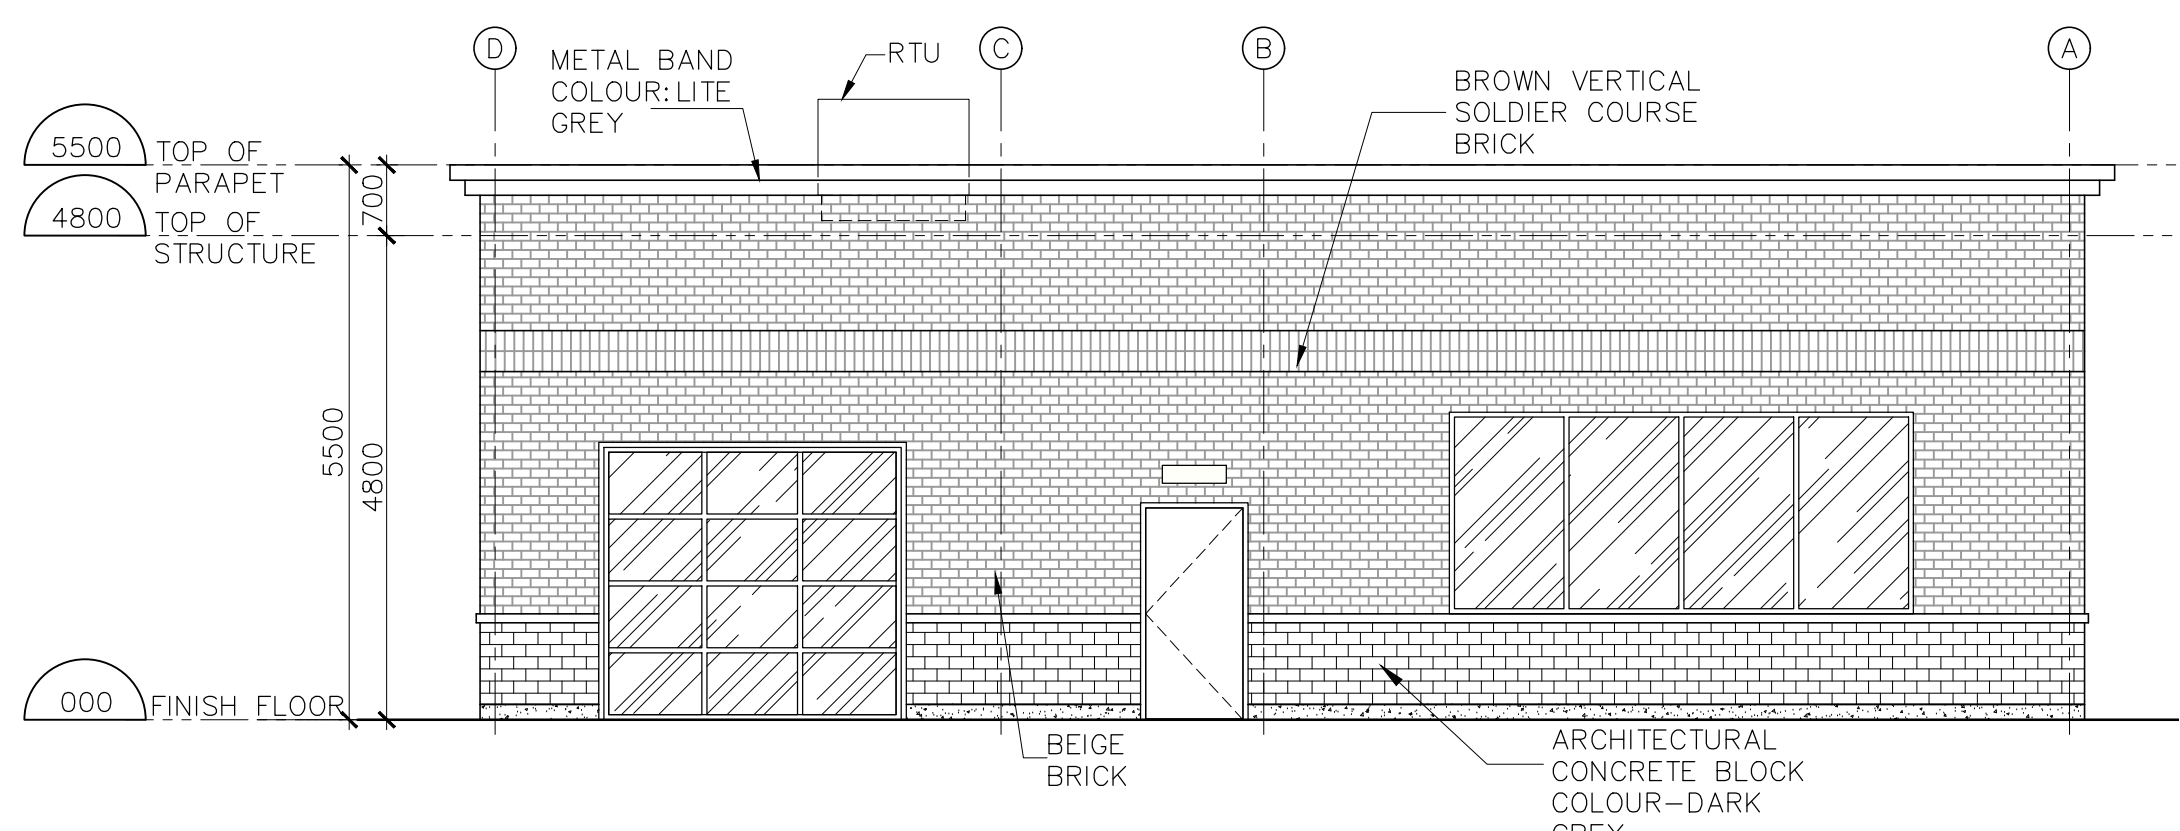 D
C
B
A
METAL BAND
COLOUR: LITE
GREY
RTU
BROWN VERTICAL
SOLDIER COURSE
BRICK
5500
TOP OF
PARAPET
4800
TOP OF
STRUCTURE
700
5500
4800
000
FINISH FLOOR
BEIGE
BRICK
ARCHITECTURAL
CONCRETE BLOCK
COLOUR-DARK
GREY